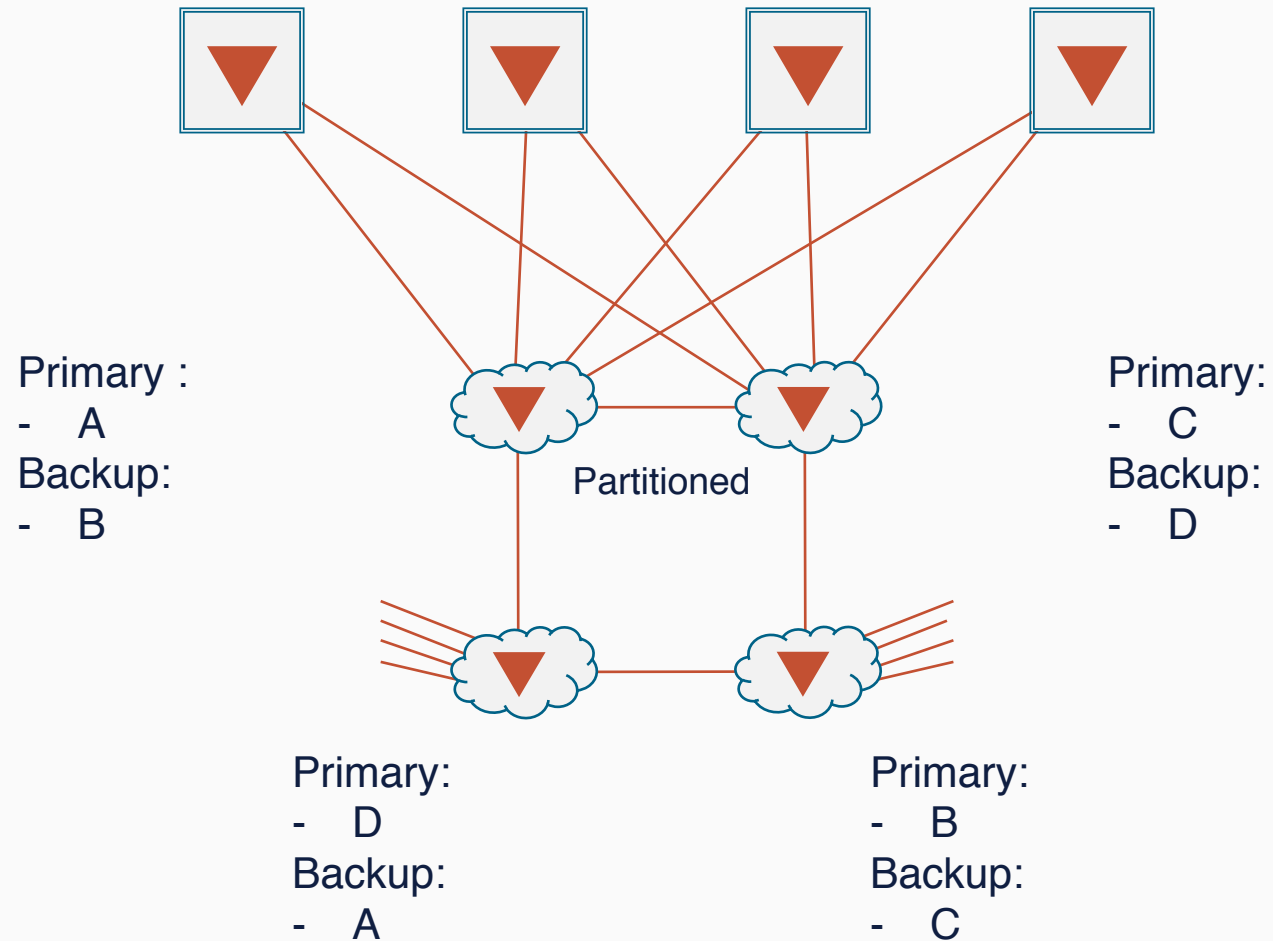 Primary :
- A
Backup:
- B
Partitioned
Primary:
- C
Backup:
- D
Primary:
- D
Backup:
- A
Primary:
- B
Backup:
- C